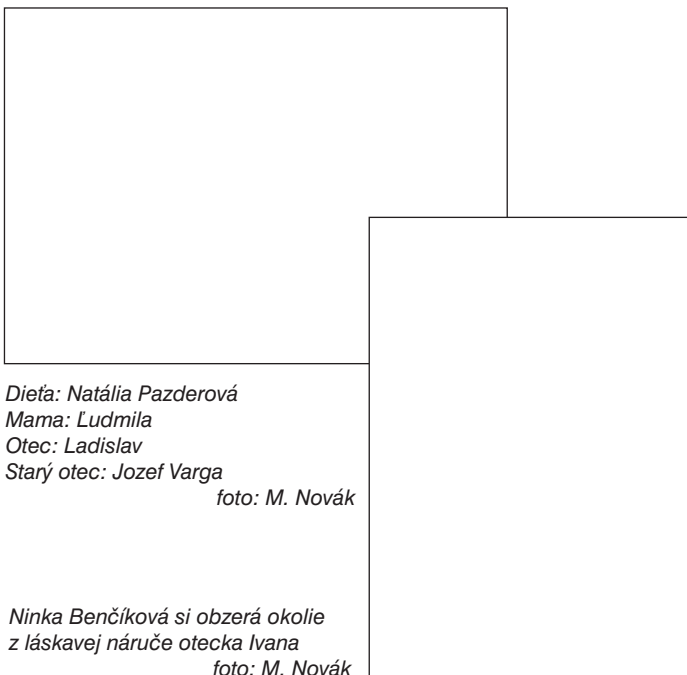 Dieťa: Natália Pazderová
Mama: Ľudmila
Otec: Ladislav
Starý otec: Jozef Varga
foto: M. Novák
Ninka Benčíková si obzerá okolie
z láskavej náruče otecka Ivana
foto: M. Novák